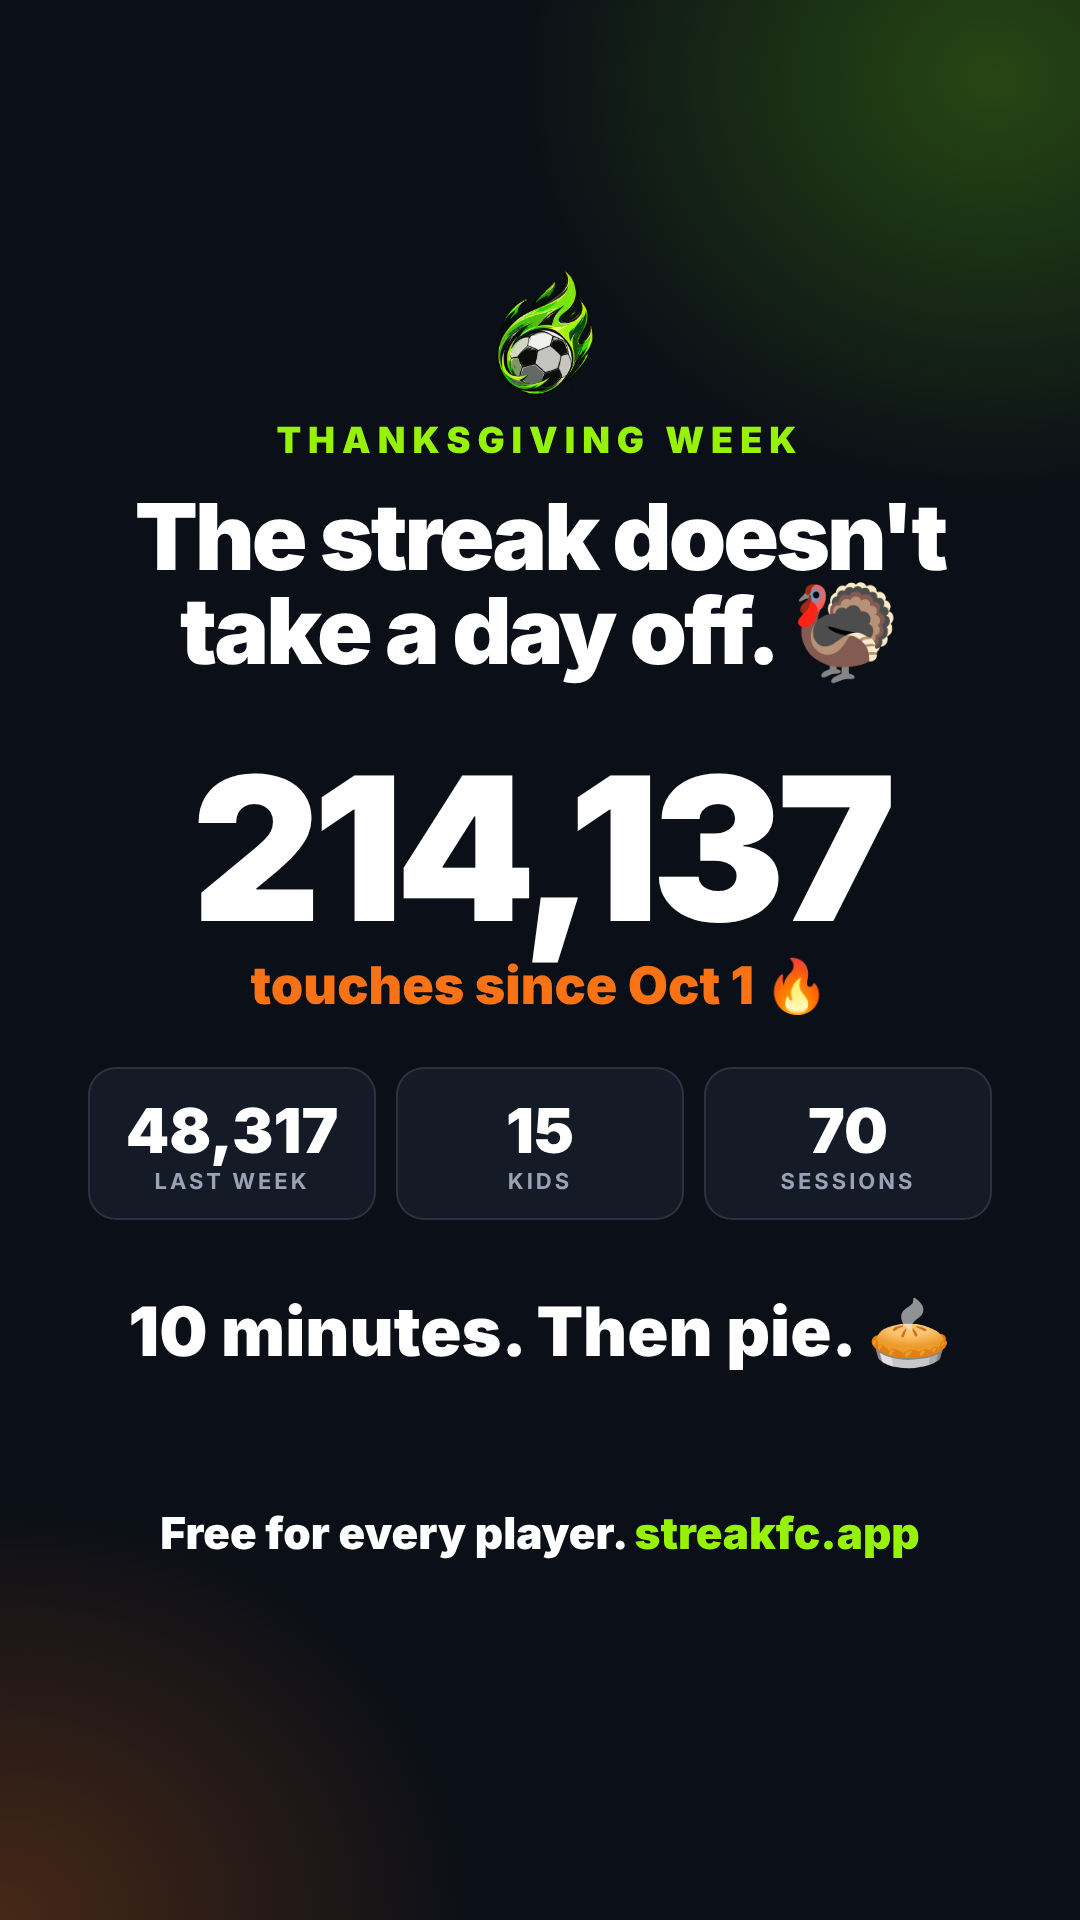 THANKSGIVING WEEK
The streak doesn't
take a day off. 🦃
214,137
touches since Oct 1 🔥
48,317
LAST WEEK
15
KIDS
70
SESSIONS
10 minutes. Then pie. 🥧
Free for every player. streakfc.app